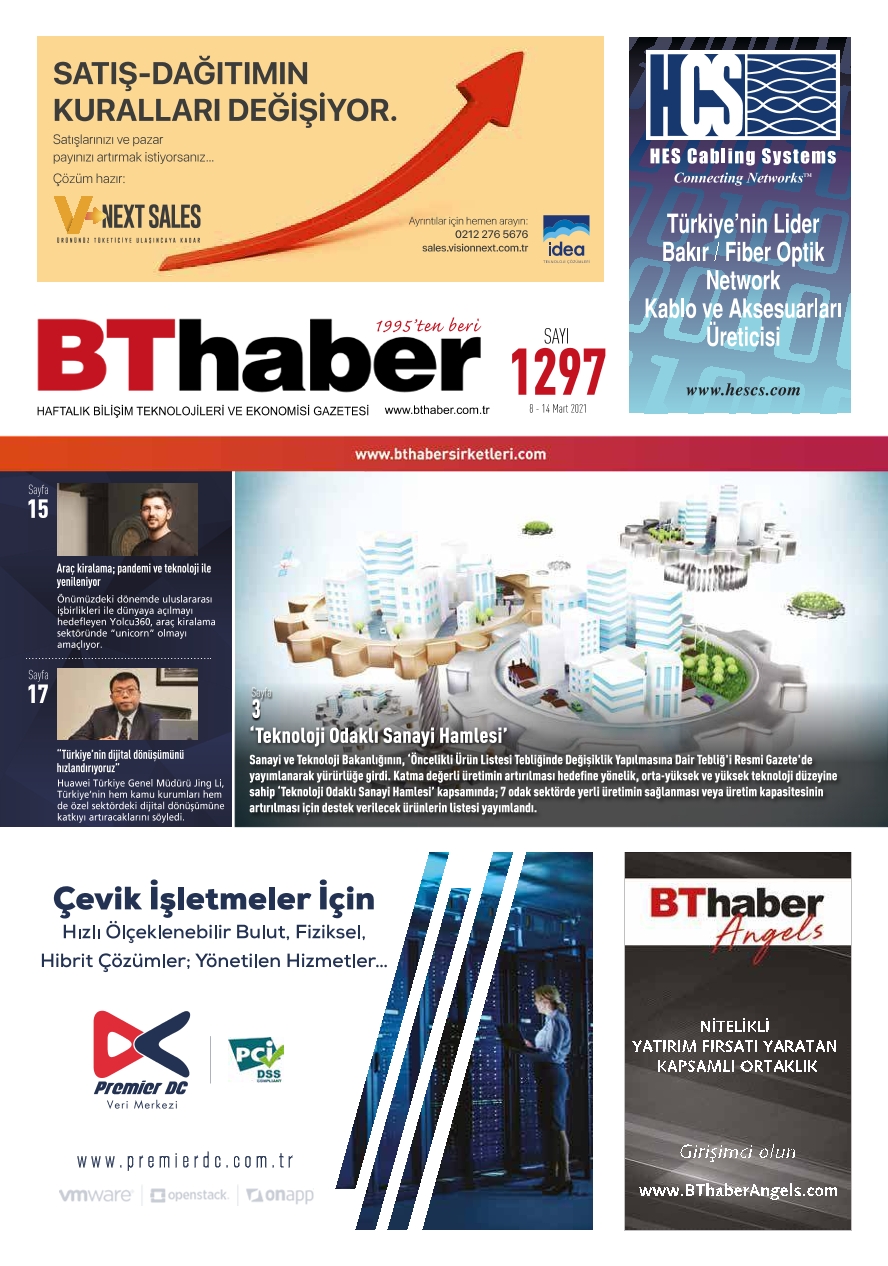 SATIŞ-DAĞITIMIN
KURALLARI DEĞİŞİYOR.
Satışlarınızı ve pazar
payınızı artırmak istiyorsanız...
Çözüm hazır:
V NEXT SALES
ÜRÜNÜNÜZ TÜKETİCİYE ULAŞINCAYA KADAR
Ayrıntılar için hemen arayın:
0212 276 5676
sales.visionnext.com.tr
idea
TEKNOLOJİ ÇÖZÜMLERİ
HCS
HES Cabling Systems
Connecting Networks™
Türkiye'nin Lider
Bakır / Fiber Optik
Network
Kablo ve Aksesuarları
Üreticisi
www.hescs.com
1995'ten beri
BThaber
HAFTALIK BİLİŞİM TEKNOLOJİLERİ VE EKONOMİSİ GAZETESİ www.bthaber.com.tr
SAYI
1297
8 - 14 Mart 2021
www.bthabersirketleri.com
Sayfa
15
Araç kiralama; pandemi ve teknoloji ile
yenileniyor
Önümüzdeki dönemde uluslararası
işbirlikleri ile dünyaya açılmayı
hedefleyen Yolcu360, araç kiralama
sektöründe "unicorn" olmayı
amaçlıyor.
Sayfa
17
"Türkiye'nin dijital dönüşümünü
hızlandırıyoruz"
Huawei Türkiye Genel Müdürü Jing Li,
Türkiye'nin hem kamu kurumları hem
de özel sektördeki dijital dönüşümüne
katkıyı artıracaklarını söyledi.
Sayfa
3
'Teknoloji Odaklı Sanayi Hamlesi'
Sanayi ve Teknoloji Bakanlığının, 'Öncelikli Ürün Listesi Tebliğinde Değişiklik Yapılmasına Dair Tebliğ'i Resmi Gazete'de
yayımlanarak yürürlüğe girdi. Katma değerli üretimin artırılması hedefine yönelik, orta-yüksek ve yüksek teknoloji düzeyine
sahip 'Teknoloji Odaklı Sanayi Hamlesi' kapsamında; 7 odak sektörde yerli üretimin sağlanması veya üretim kapasitesinin
artırılması için destek verilecek ürünlerin listesi yayımlandı.
Çevik İşletmeler İçin
Hızlı Ölçeklenebilir Bulut, Fiziksel,
Hibrit Çözümler; Yönetilen Hizmetler...
Premier DC
Veri Merkezi
PCI
DSS
COMPLIANT
www.premierdc.com.tr
vmware openstack onapp
BThaber
Angels
NİTELİKLİ
YATIRIM FIRSATI YARATAN
KAPSAMLI ORTAKLIK
Girişimci olun
www.BThaberAngels.com